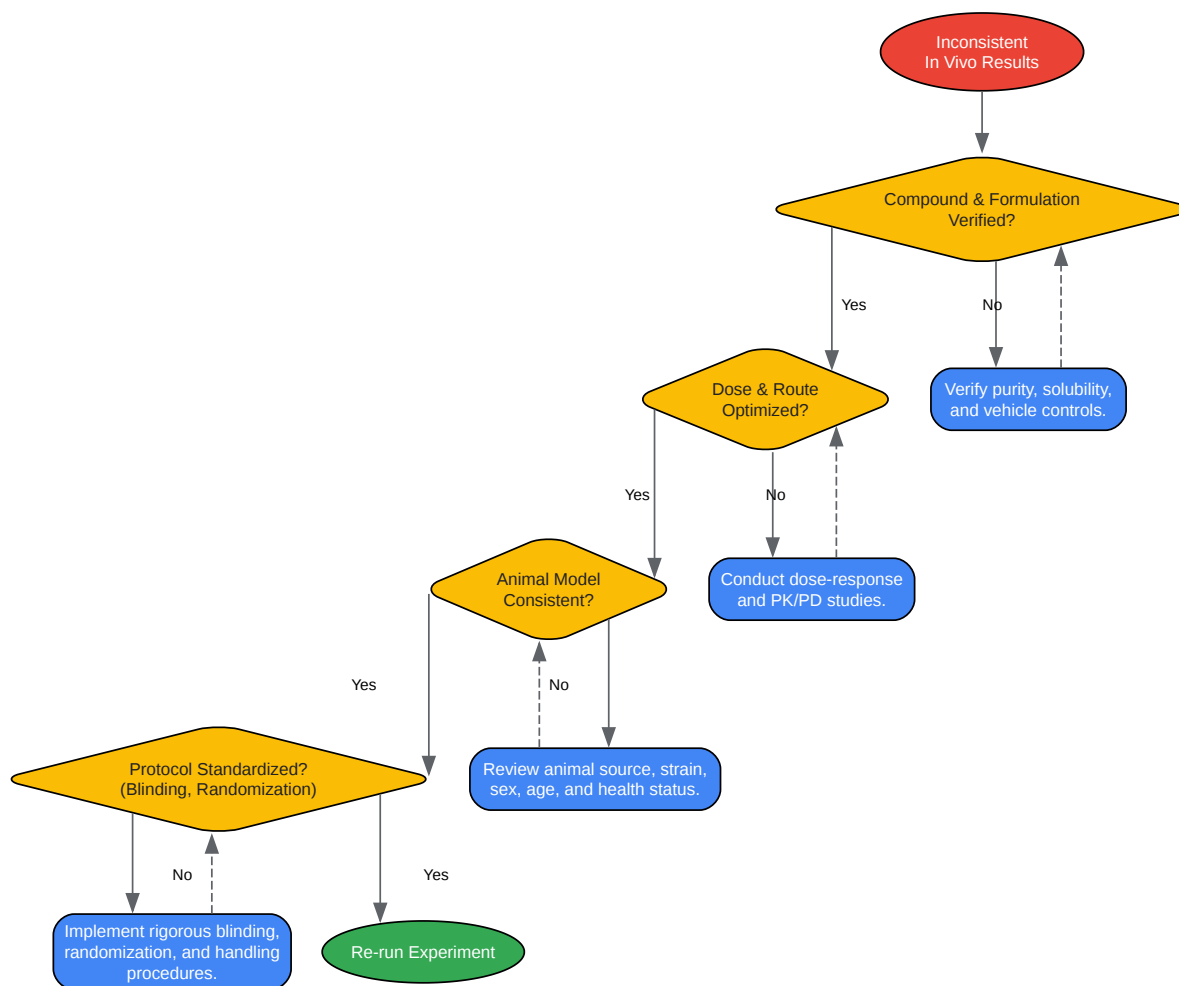 Inconsistent
In Vivo Results
Compound & Formulation
Verified?
Yes
No
Dose & Route
Optimized?
Verify purity, solubility,
and vehicle controls.
Yes
No
Animal Model
Consistent?
Conduct dose-response
and PK/PD studies.
Yes
No
Protocol Standardized?
(Blinding, Randomization)
Review animal source, strain,
sex, age, and health status.
No
Yes
Implement rigorous blinding,
randomization, and handling
procedures.
Re-run Experiment